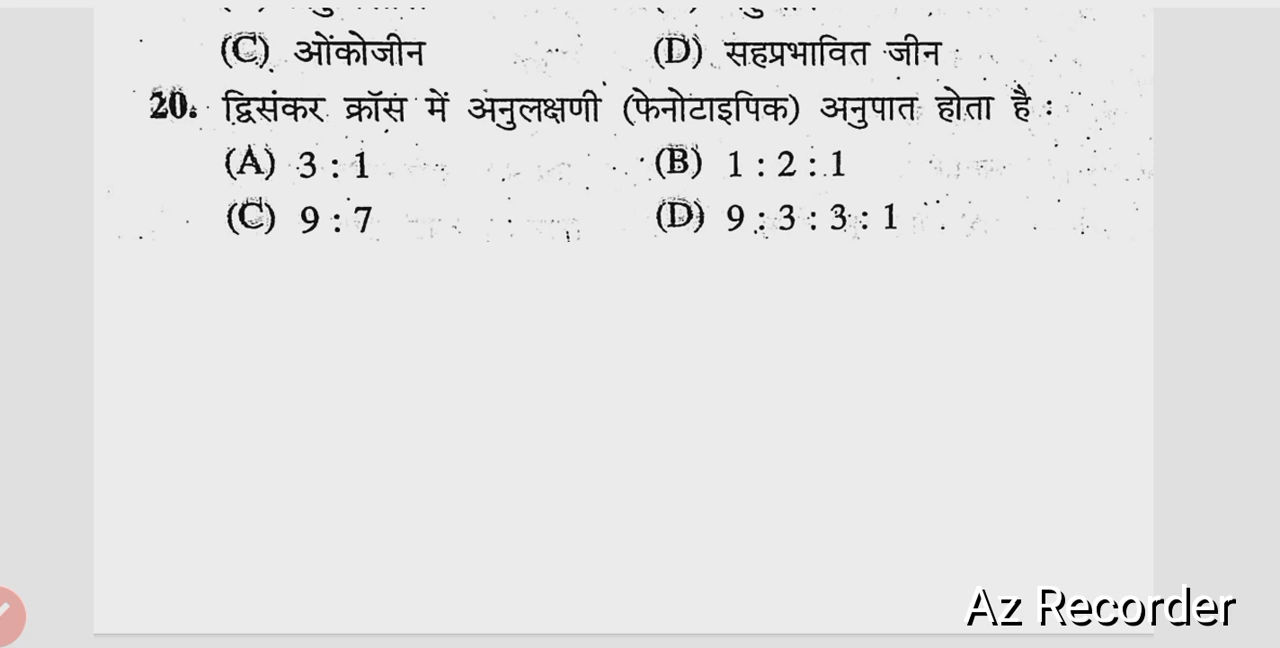 (C) ओंकोजीन (D) सहप्रभावित जीन
20. द्विसंकर क्रॉस में अनुलक्षणी (फेनोटाइपिक) अनुपात होता है :
(A) 3 : 1 (B) 1 : 2 : 1
(C) 9 : 7 (D) 9 : 3 : 3 : 1
Az Recorder